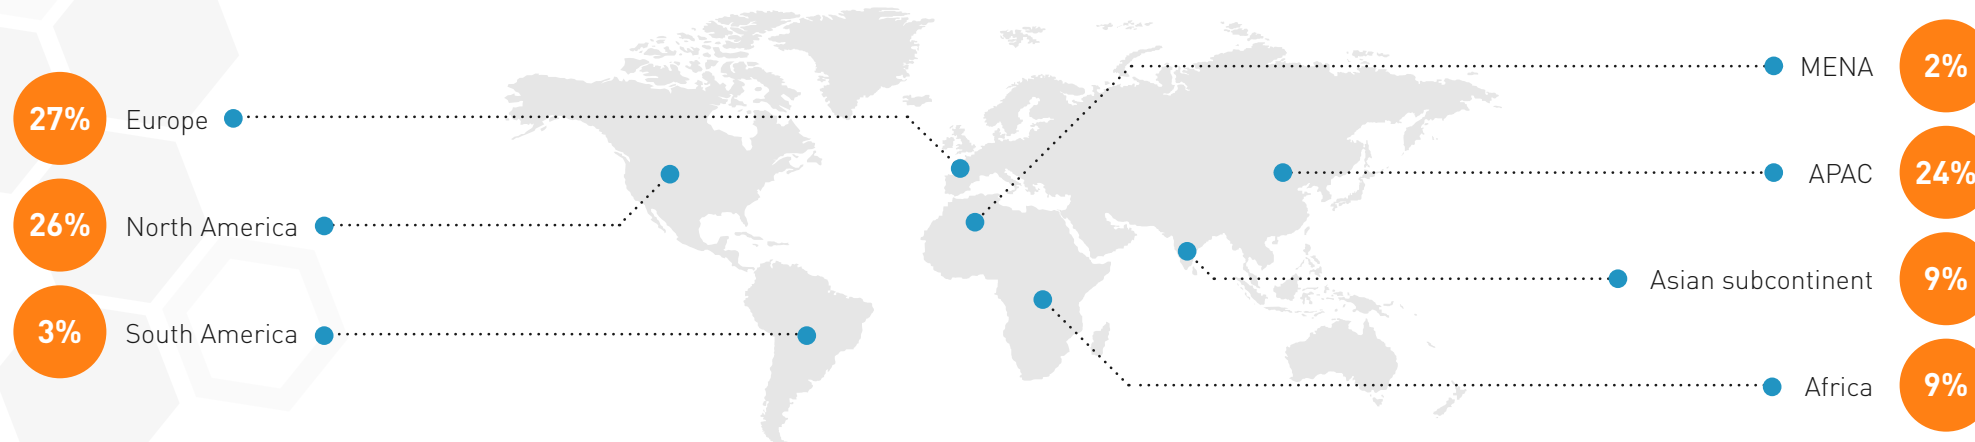 27% Europe
26% North America
3% South America
MENA 2%
APAC 24%
Asian subcontinent 9%
Africa 9%